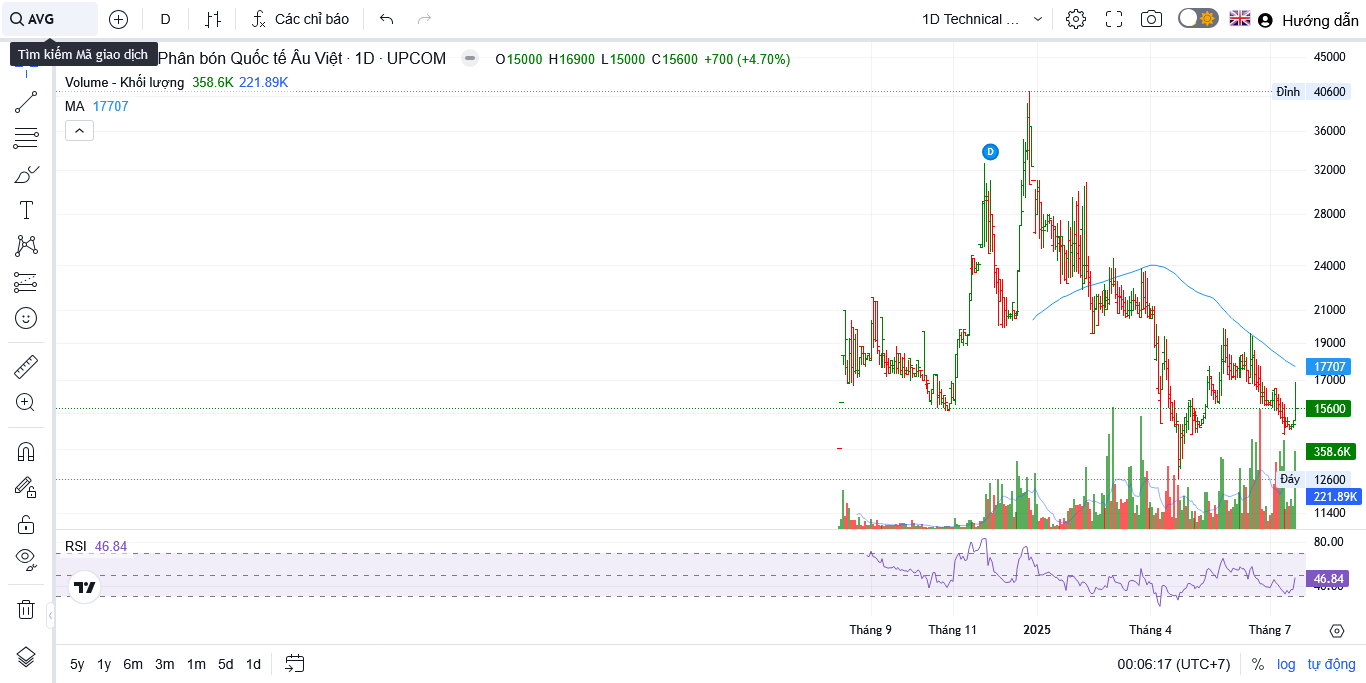 AVG D Các chỉ báo 1D Technical ... Hướng dẫn
Tìm kiếm Mã giao dịch
Phân bón Quốc tế Âu Việt · 1D · UPCOM O15000 H16900 L15000 C15600 +700 (+4.70%)
Volume - Khối lượng 358.6K 221.89K
MA 17707
45000
Đỉnh 40600
36000
32000
D
28000
24000
21000
19000
17707
17000
15600
358.6K
Đáy 12600
221.89K
11400
RSI 46.84
80.00
46.84
40.00
Tháng 9 Tháng 11 2025 Tháng 4 Tháng 7
5y 1y 6m 3m 1m 5d 1d 00:06:17 (UTC+7) % log tự động